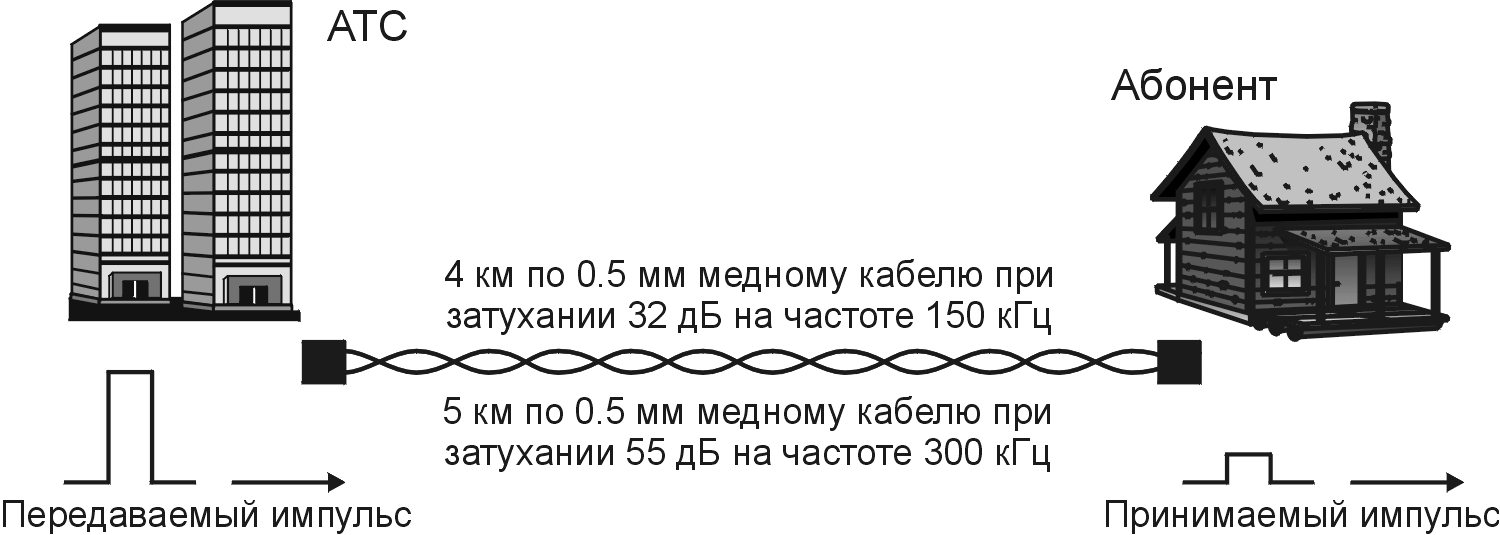 АТС
Абонент
4 км по 0.5 мм медному кабелю при
затухании 32 дБ на частоте 150 кГц
5 км по 0.5 мм медному кабелю при
затухании 55 дБ на частоте 300 кГц
Передаваемый импульс
Принимаемый импульс